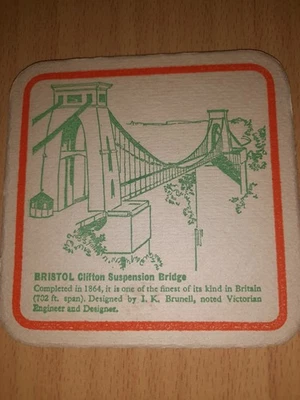 BRISTOL Clifton Suspension Bridge
Completed in 1864, it is one of the finest of its kind in Britain
(702 ft. span). Designed by I. K. Brunell, noted Victorian
Engineer and Designer.